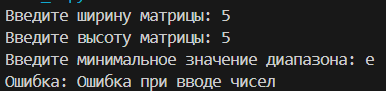 Введите ширину матрицы: 5
Введите высоту матрицы: 5
Введите минимальное значение диапазона: e
Ошибка: Ошибка при вводе чисел